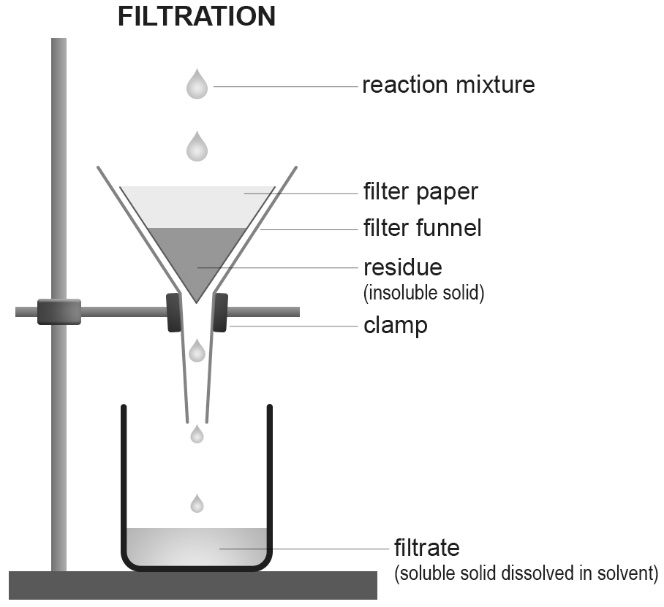 FILTRATION
reaction mixture
filter paper
filter funnel
residue
(insoluble solid)
clamp
filtrate
(soluble solid dissolved in solvent)